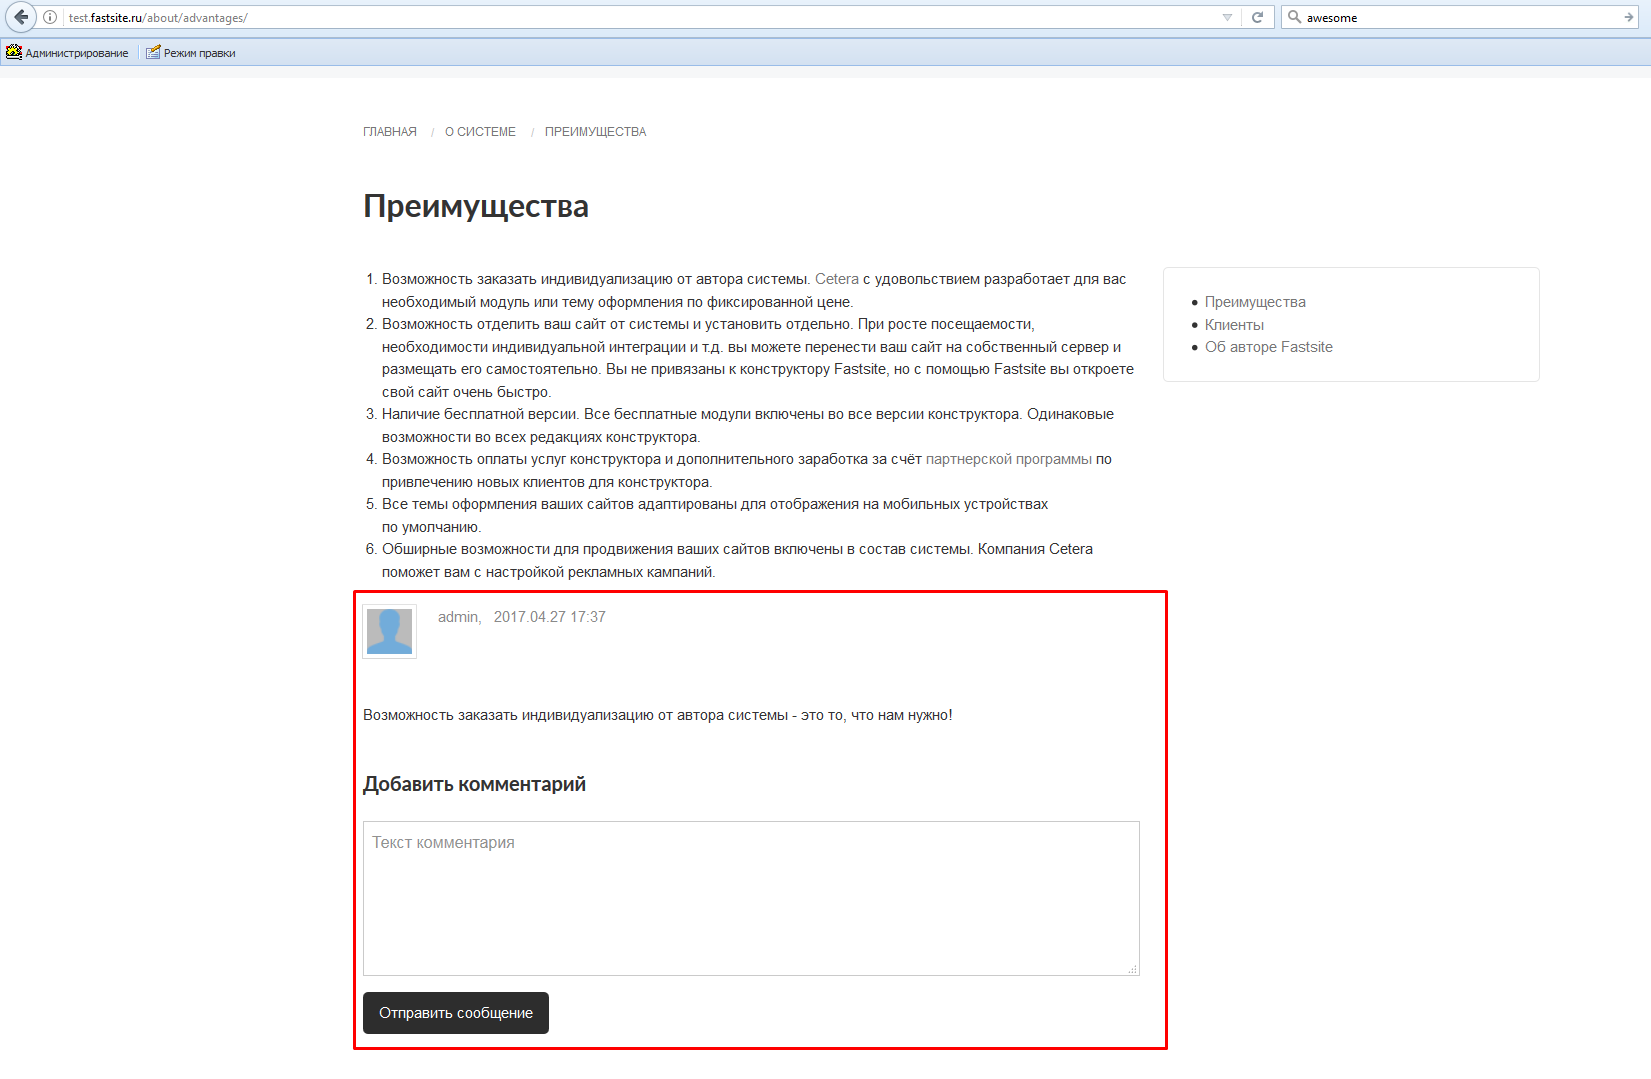 test.fastsite.ru/about/advantages/
awesome
Администрирование
Режим правки
ГЛАВНАЯ / О СИСТЕМЕ / ПРЕИМУЩЕСТВА
Преимущества
1. Возможность заказать индивидуализацию от автора системы. Cetera с удовольствием разработает для вас
необходимый модуль или тему оформления по фиксированной цене.
2. Возможность отделить ваш сайт от системы и установить отдельно. При росте посещаемости,
необходимости индивидуальной интеграции и т.д. вы можете перенести ваш сайт на собственный сервер и
размещать его самостоятельно. Вы не привязаны к конструктору Fastsite, но с помощью Fastsite вы откроете
свой сайт очень быстро.
3. Наличие бесплатной версии. Все бесплатные модули включены во все версии конструктора. Одинаковые
возможности во всех редакциях конструктора.
4. Возможность оплаты услуг конструктора и дополнительного заработка за счёт партнерской программы по
привлечению новых клиентов для конструктора.
5. Все темы оформления ваших сайтов адаптированы для отображения на мобильных устройствах
по умолчанию.
6. Обширные возможности для продвижения ваших сайтов включены в состав системы. Компания Cetera
поможет вам с настройкой рекламных кампаний.
Преимущества
Клиенты
Об авторе Fastsite
admin, 2017.04.27 17:37
Возможность заказать индивидуализацию от автора системы - это то, что нам нужно!
Добавить комментарий
Текст комментария
Отправить сообщение